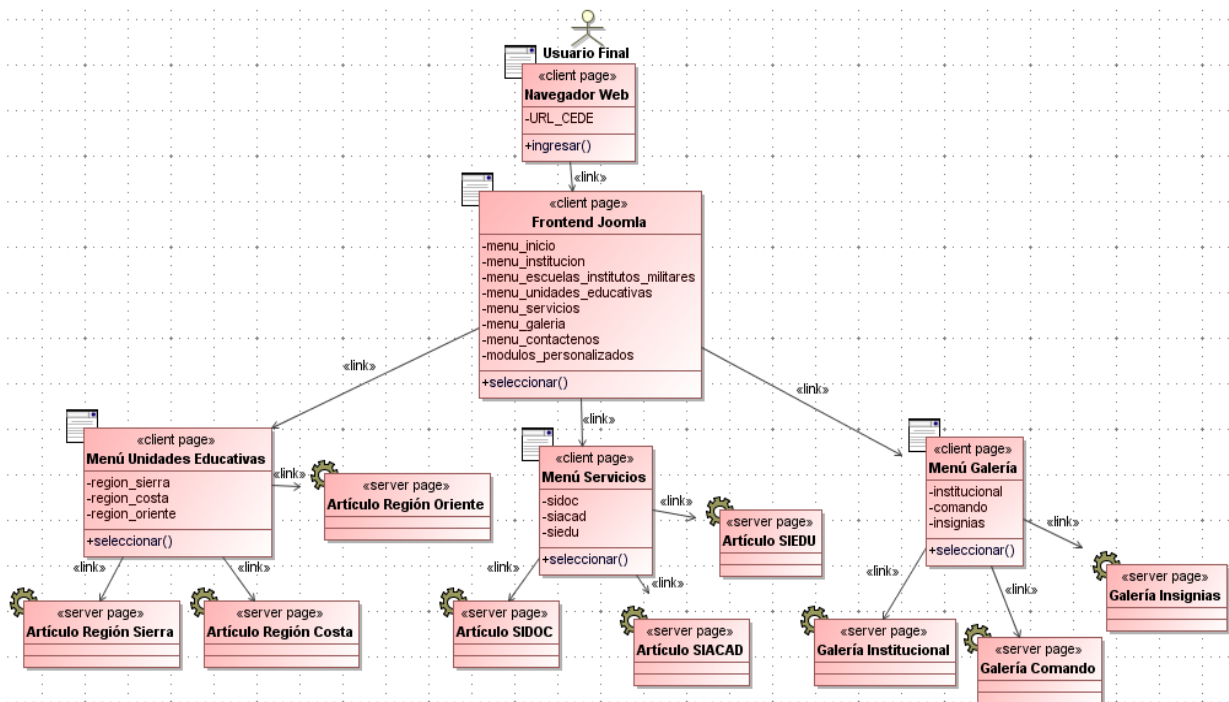 Usuario Final
«client page»
Navegador Web
-URL_CEDE
+ingresar()
«link»
«client page»
Frontend Joomla
-menu_inicio
-menu_institucion
-menu_escuelas_institutos_militares
-menu_unidades_educativas
-menu_servicios
-menu_galeria
-menu_contactenos
-modulos_personalizados
+seleccionar()
«link»
«link»
«link»
«client page»
Menú Unidades Educativas
-region_sierra
-region_costa
-region_oriente
+seleccionar()
«link»
«server page»
Artículo Región Oriente
«link»
«link»
«server page»
Artículo Región Sierra
«server page»
Artículo Región Costa
«client page»
Menú Servicios
-sidoc
-siacad
-siedu
+seleccionar()
«link»
«server page»
Artículo SIEDU
«link»
«link»
«server page»
Artículo SIDOC
«server page»
Artículo SIACAD
«client page»
Menú Galería
-institucional
-comando
-insignias
+seleccionar()
«link»
«server page»
Galería Insignias
«link»
«link»
«server page»
Galería Institucional
«server page»
Galería Comando